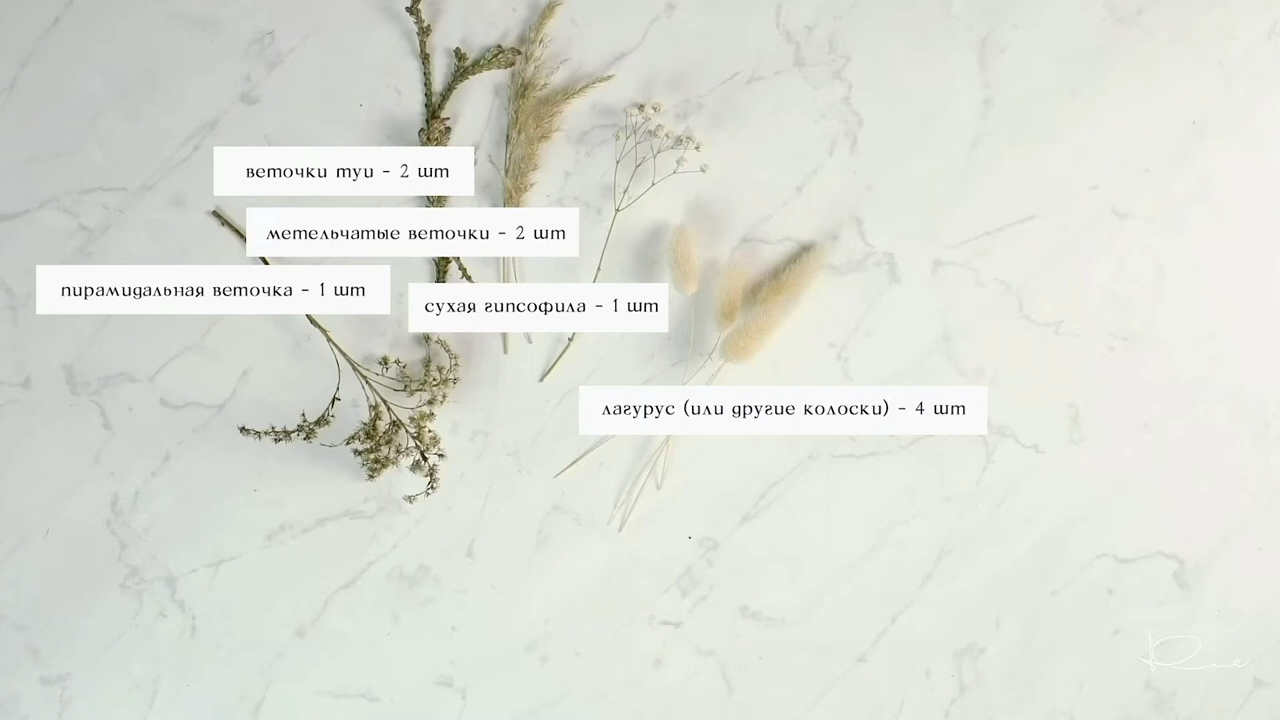 веточки туи - 2 шт
метельчатые веточки - 2 шт
пирамидальная веточка - 1 шт
сухая гипсофила - 1 шт
лагурус (или другие колоски) - 4 шт